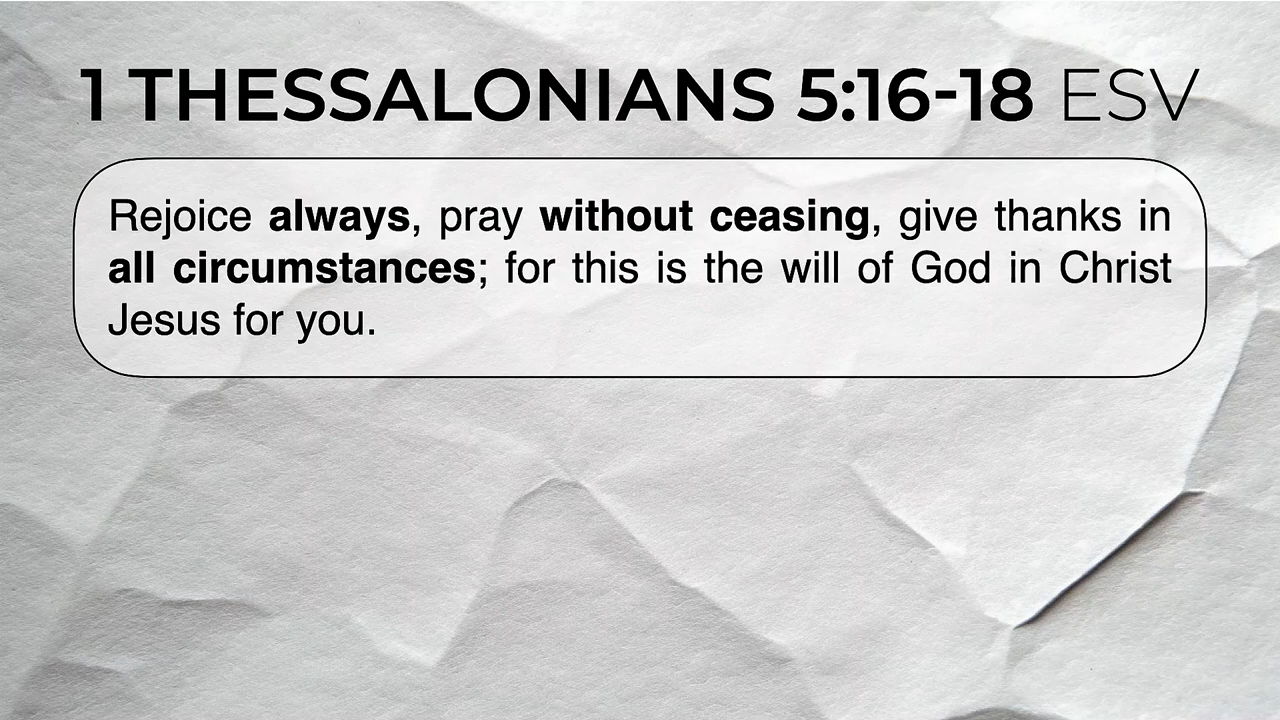 1 THESSALONIANS 5:16-18 ESV
Rejoice always, pray without ceasing, give thanks in
all circumstances; for this is the will of God in Christ
Jesus for you.